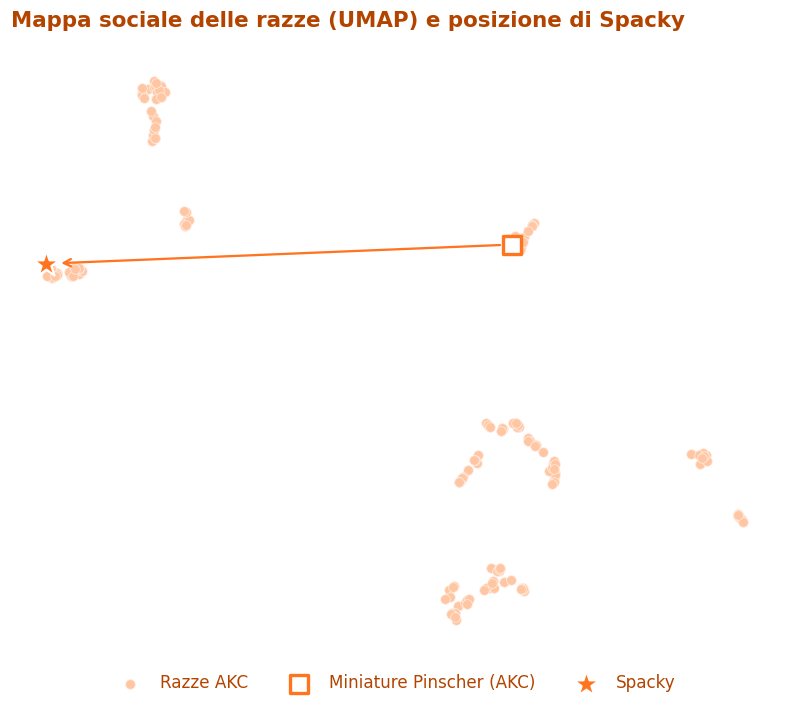 Mappa sociale delle razze (UMAP) e posizione di Spacky
Razze AKC
Miniature Pinscher (AKC)
Spacky